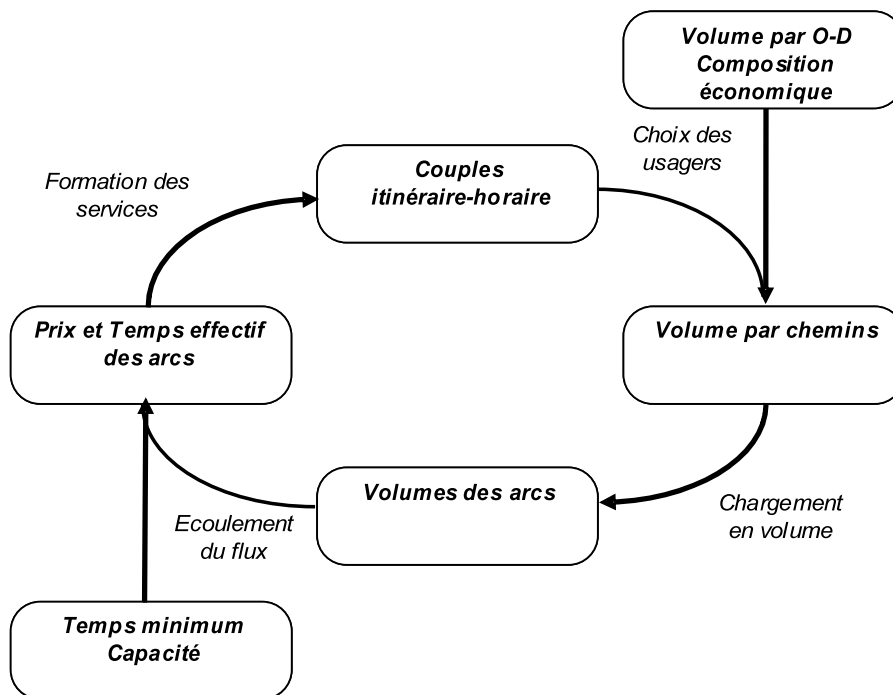 Volume par O-D
Composition
économique
Choix des
usagers
Couples
itinéraire-horaire
Formation des
services
Prix et Temps effectif
des arcs
Volume par chemins
Volumes des arcs
Chargement
en volume
Ecoulement
du flux
Temps minimum
Capacité